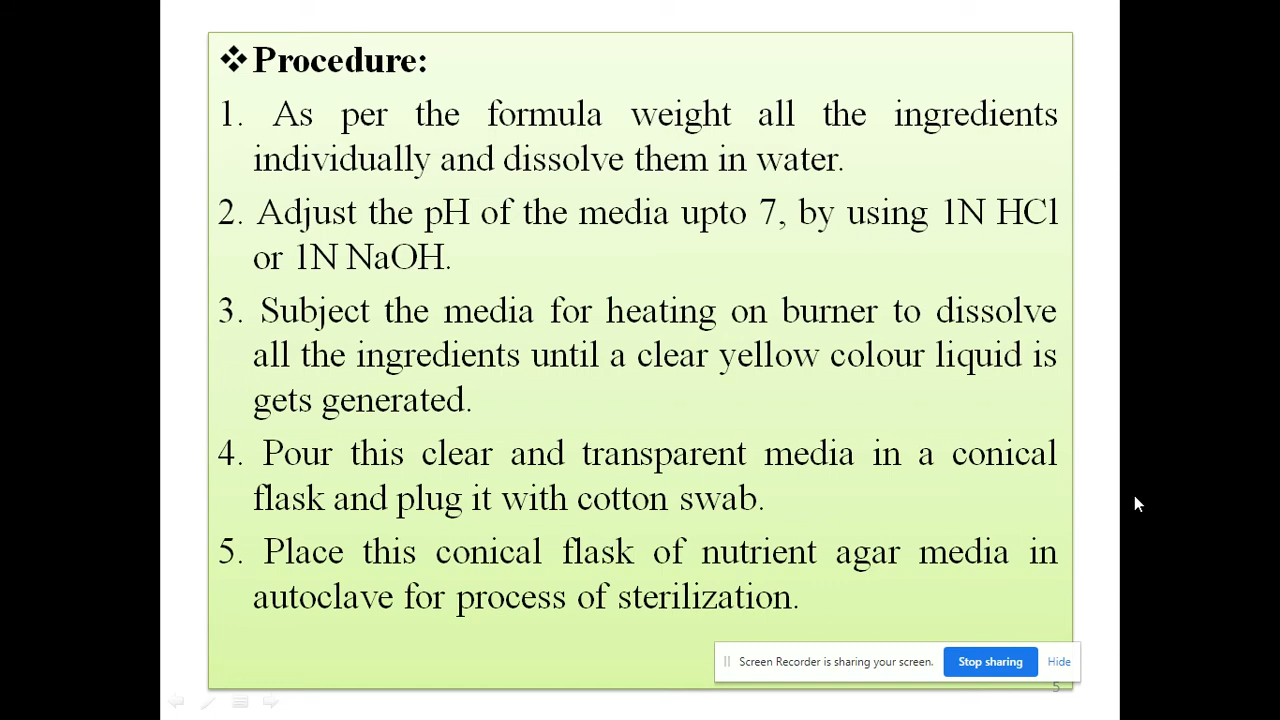 ❖Procedure:
1. As per the formula weight all the ingredients
individually and dissolve them in water.
2. Adjust the pH of the media upto 7, by using 1N HCl
or 1N NaOH.
3. Subject the media for heating on burner to dissolve
all the ingredients until a clear yellow colour liquid is
gets generated.
4. Pour this clear and transparent media in a conical
flask and plug it with cotton swab.
5. Place this conical flask of nutrient agar media in
autoclave for process of sterilization.
Screen Recorder is sharing your screen. Stop sharing Hide
5